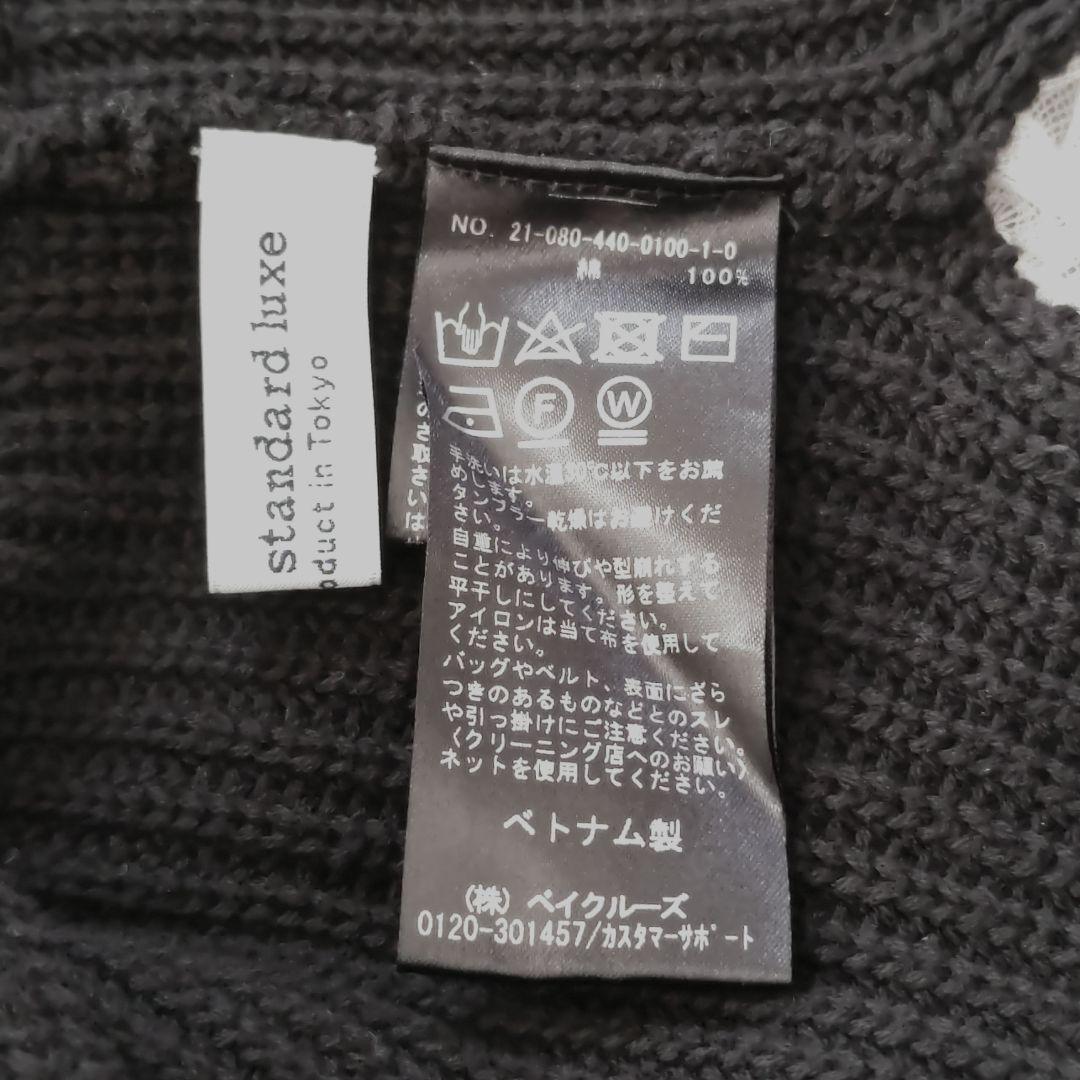 standard luxe
oduct in Tokyo
NO. 21-080-440-0100-1-0
綿 100%
F W
手洗いは水温30℃以下をお薦
めします。
タンブラー乾燥はお避けくだ
さい。
自重により伸びや型崩れする
ことがあります。形を整えて
平干しにしてください。
アイロンは当て布を使用して
ください。
バッグやベルト、表面にざら
つきのあるものなどとのスレ
や引っ掛けにご注意ください。
〈クリーニング店へのお願い〉
ネットを使用してください。
ベトナム製
(株) ベイクルーズ
0120-301457/カスタマーサポート
のさ取さいは